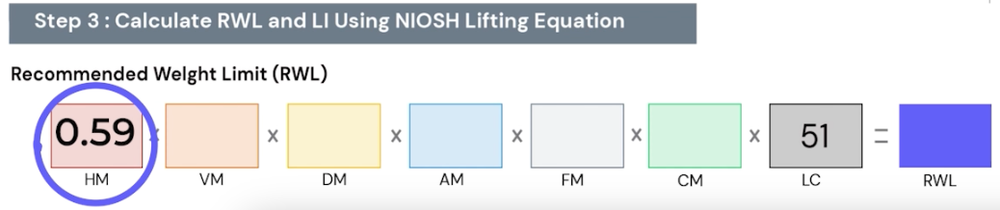 Step 3 : Calculate RWL and LI Using NIOSH Lifting Equation
Recommended Welght Limit (RWL)
0.59 x x x x x x 51 =
HM VM DM AM FM CM LC RWL